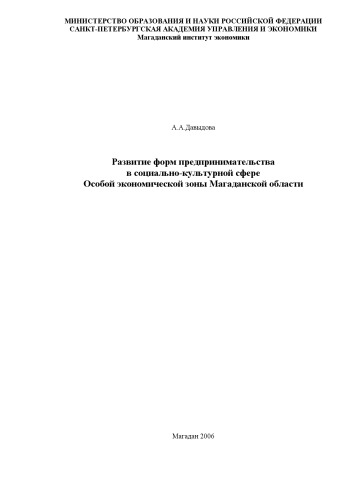 МИНИСТЕРСТВО ОБРАЗОВАНИЯ И НАУКИ РОССИЙСКОЙ ФЕДЕРАЦИИ
САНКТ-ПЕТЕРБУРГСКАЯ АКАДЕМИЯ УПРАВЛЕНИЯ И ЭКОНОМИКИ
Магаданский институт экономики
А.А.Давыдова
Развитие форм предпринимательства
в социально-культурной сфере
Особой экономической зоны Магаданской области
Магадан 2006